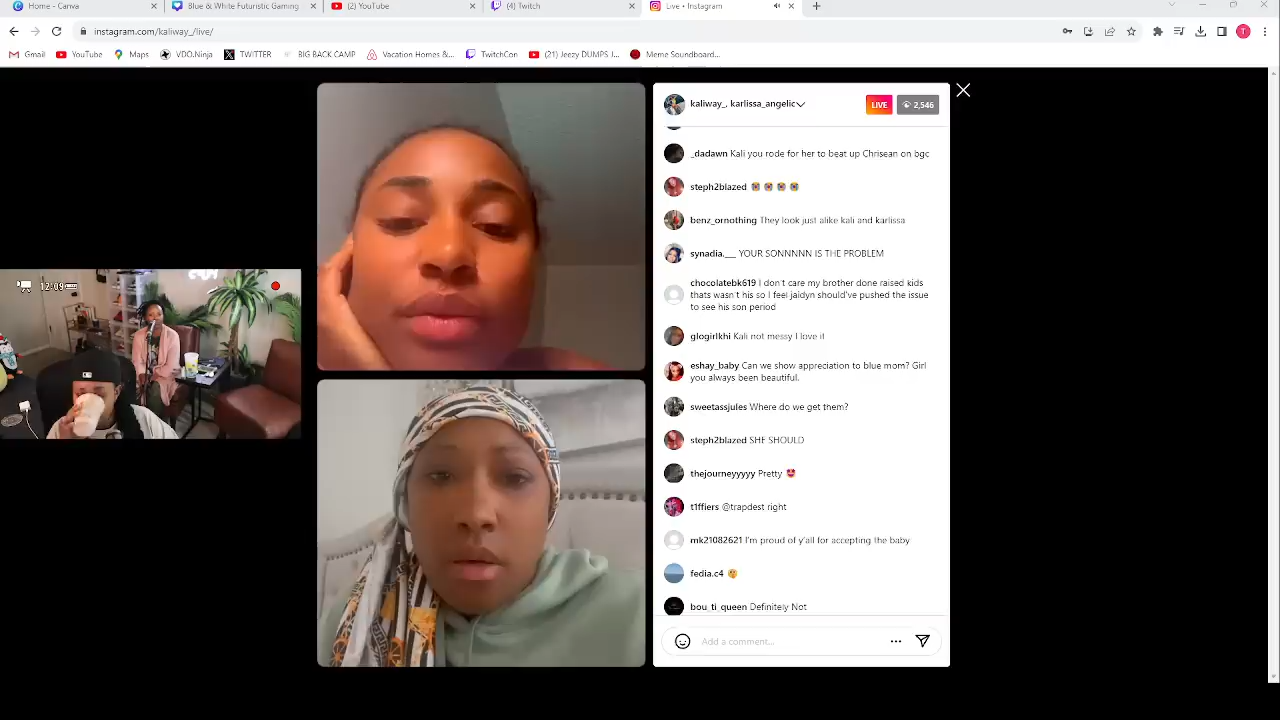 Home - Canva
Blue & White Futuristic Gaming
(2) YouTube
(4) Twitch
Live • Instagram
instagram.com/kaliway_/live/
Gmail
YouTube
Maps
VDO.Ninja
TWITTER
BIG BACK CAMP
Vacation Homes &...
TwitchCon
(21) Jeezy DUMPS J...
Meme Soundboard...
kaliway_, karlissa_angelic
LIVE
2,546
_dadawn Kali you rode for her to beat up Chrisean on bgc
steph2blazed
benz_ornothing They look just alike kali and karlissa
synadia.___ YOUR SONNNNN IS THE PROBLEM
chocolatebk619 I don't care my brother done raised kids
thats wasn't his so I feel jaidyn should've pushed the issue
to see his son period
glogirlkhi Kali not messy I love it
eshay_baby Can we show appreciation to blue mom? Girl
you always been beautiful.
sweetassjules Where do we get them?
steph2blazed SHE SHOULD
thejourneyyyyy Pretty 😍
t1ffiers @trapdest right
mk21082621 I'm proud of y'all for accepting the baby
fedia.c4
bou_ti_queen Definitely Not
Add a comment...
12:09